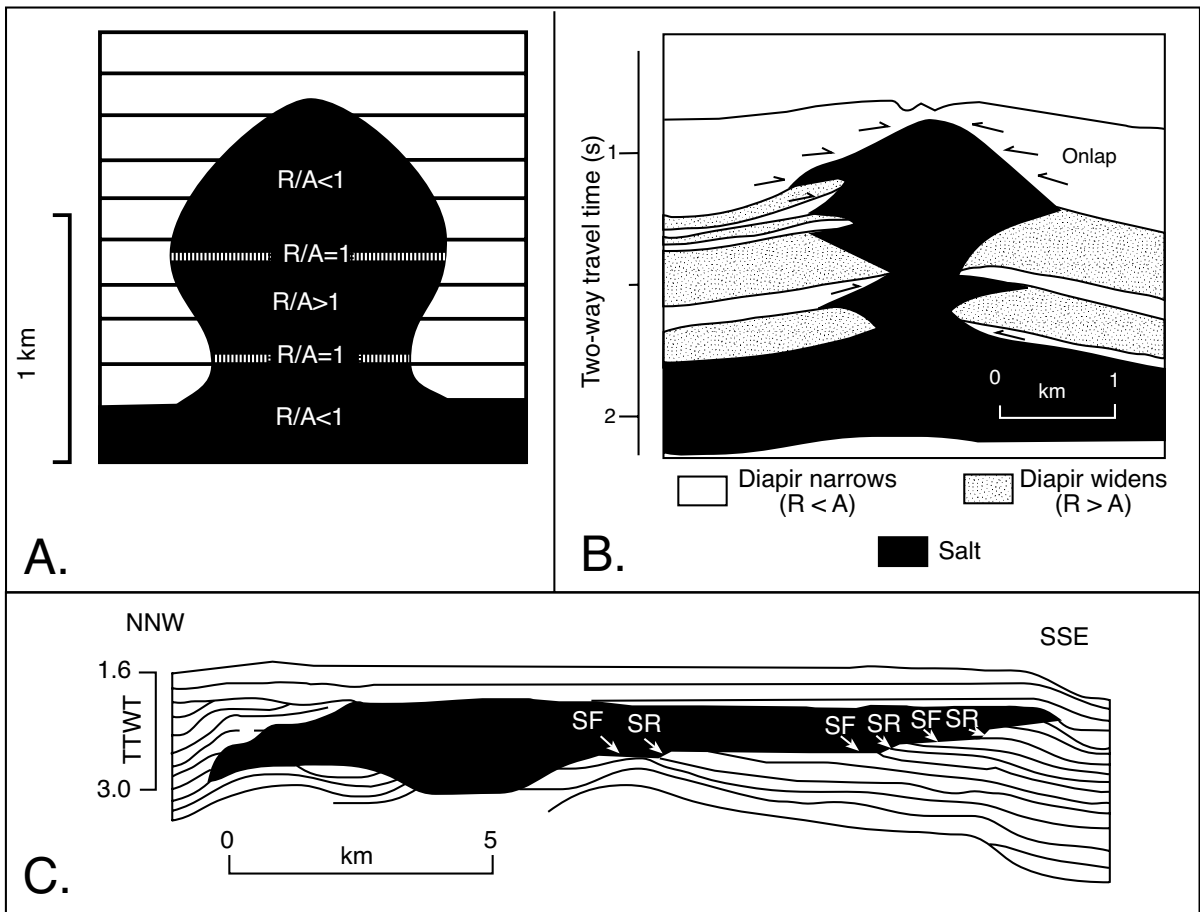 R/A<1
R/A=1
R/A>1
R/A=1
R/A<1
1 km
A.
Two-way travel time (s)
1
2
Onlap
0 1
km
Diapir narrows
(R < A)
Diapir widens
(R > A)
Salt
B.
NNW
SSE
1.6
TTWT
3.0
SF
SR
SF
SR
SF
SR
0 5
km
C.